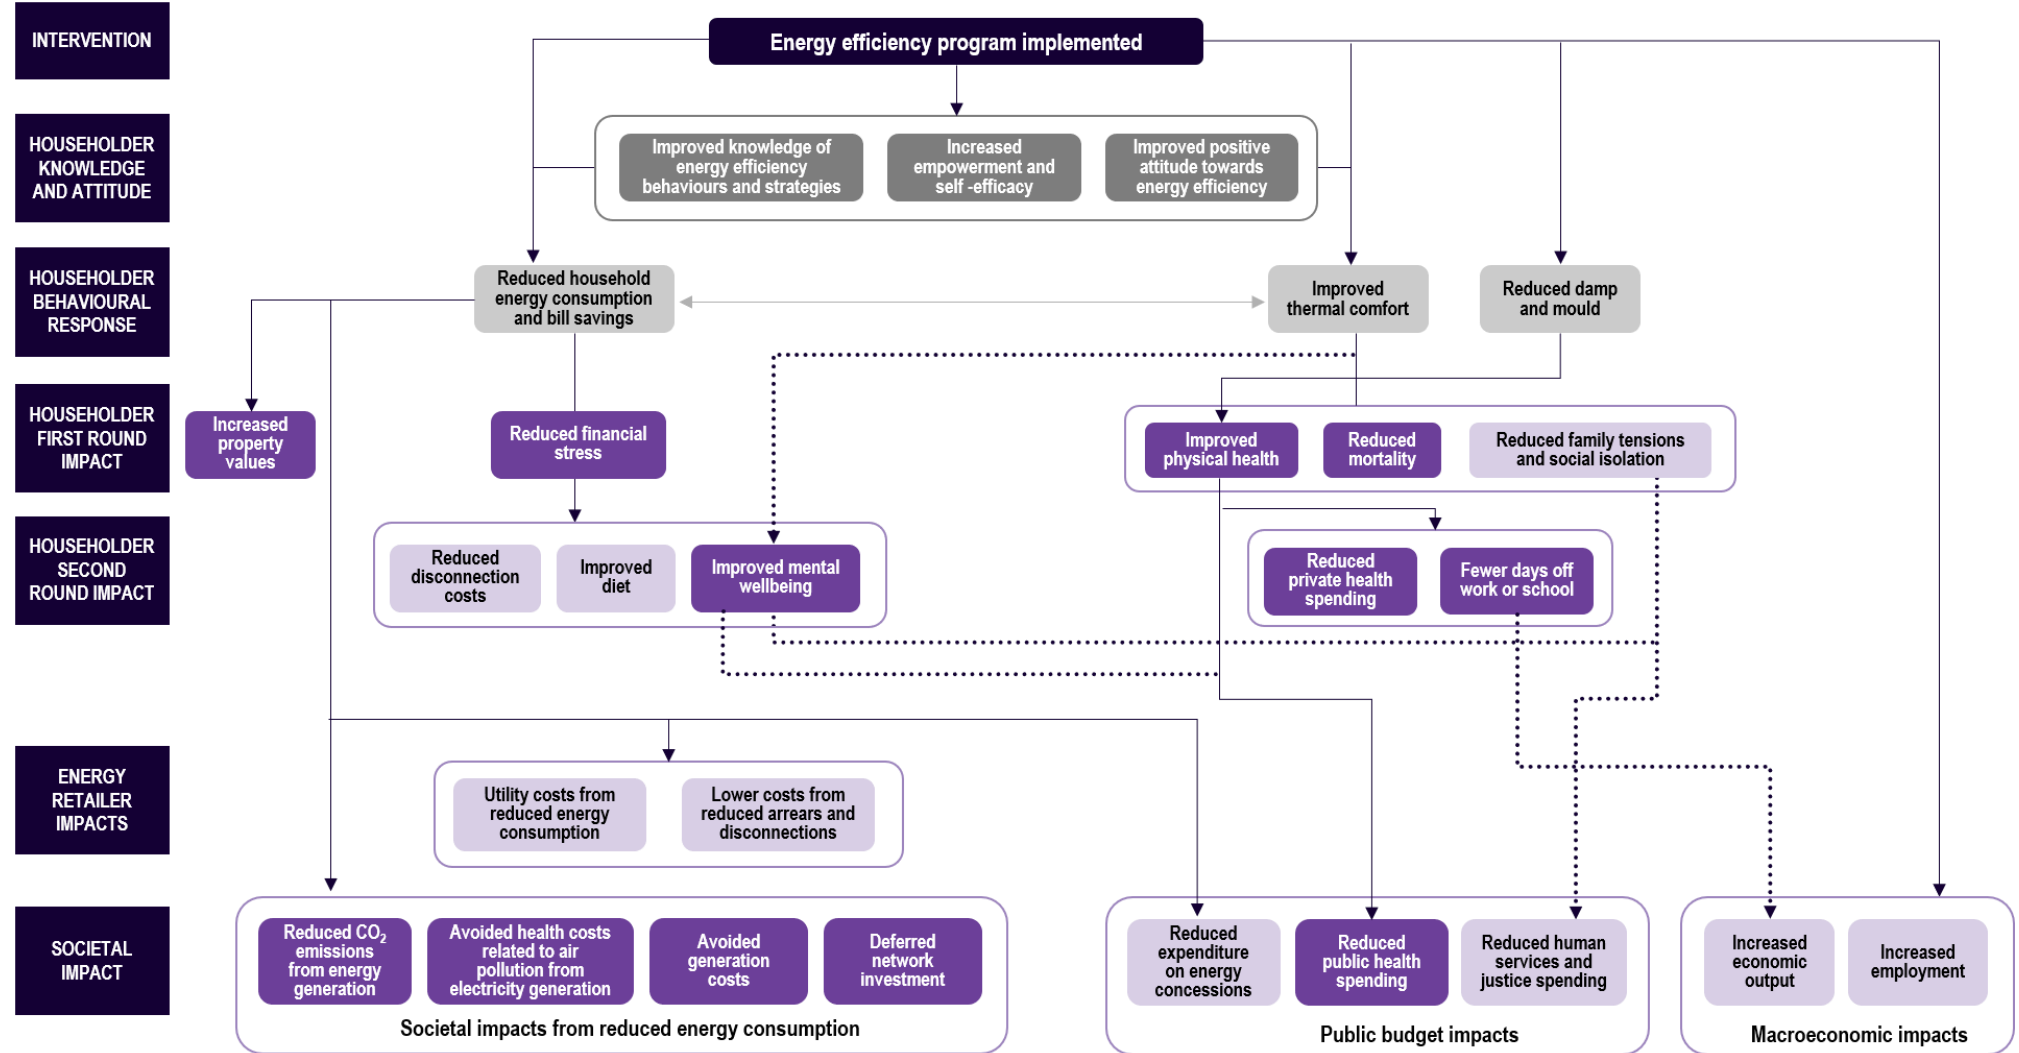 INTERVENTION
Energy efficiency program implemented
HOUSEHOLDER
KNOWLEDGE
AND ATTITUDE
Improved knowledge of
energy efficiency
behaviours and strategies
Increased
empowerment and
self -efficacy
Improved positive
attitude towards
energy efficiency
HOUSEHOLDER
BEHAVIOURAL
RESPONSE
Reduced household
energy consumption
and bill savings
Improved
thermal comfort
Reduced damp
and mould
HOUSEHOLDER
FIRST ROUND
IMPACT
Increased
property
values
Reduced financial
stress
Improved
physical health
Reduced
mortality
Reduced family tensions
and social isolation
HOUSEHOLDER
SECOND
ROUND IMPACT
Reduced
disconnection
costs
Improved
diet
Improved mental
wellbeing
Reduced
private health
spending
Fewer days off
work or school
ENERGY
RETAILER
IMPACTS
Utility costs from
reduced energy
consumption
Lower costs from
reduced arrears and
disconnections
SOCIETAL
IMPACT
Reduced CO2
emissions
from energy
generation
Avoided health costs
related to air
pollution from
electricity generation
Avoided
generation
costs
Deferred
network
investment
Societal impacts from reduced energy consumption
Reduced
expenditure
on energy
concessions
Reduced
public health
spending
Reduced human
services and
justice spending
Public budget impacts
Increased
economic
output
Increased
employment
Macroeconomic impacts